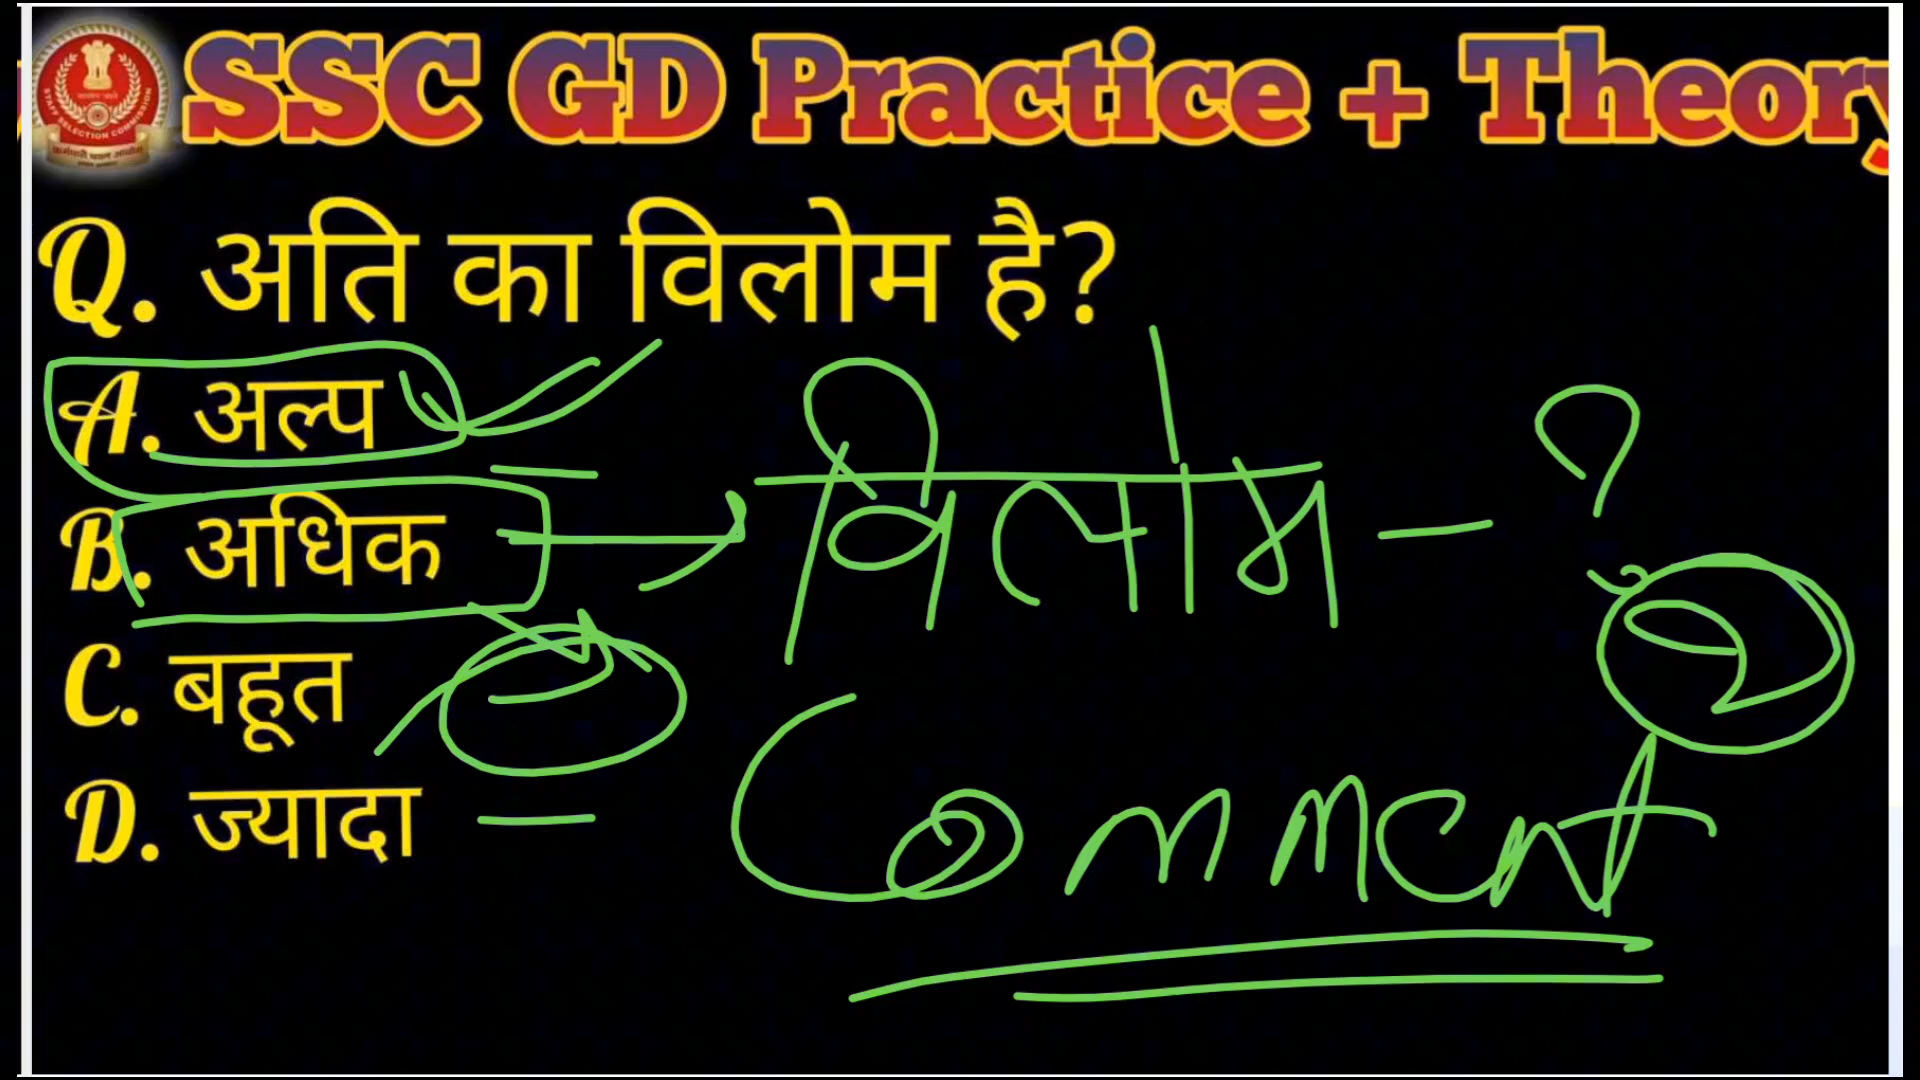 SSC GD Practice + Theory
Q. अति का विलोम है?
A. अल्प
B. अधिक
C. बहूत
D. ज्यादा
विलोम - ?
Comment